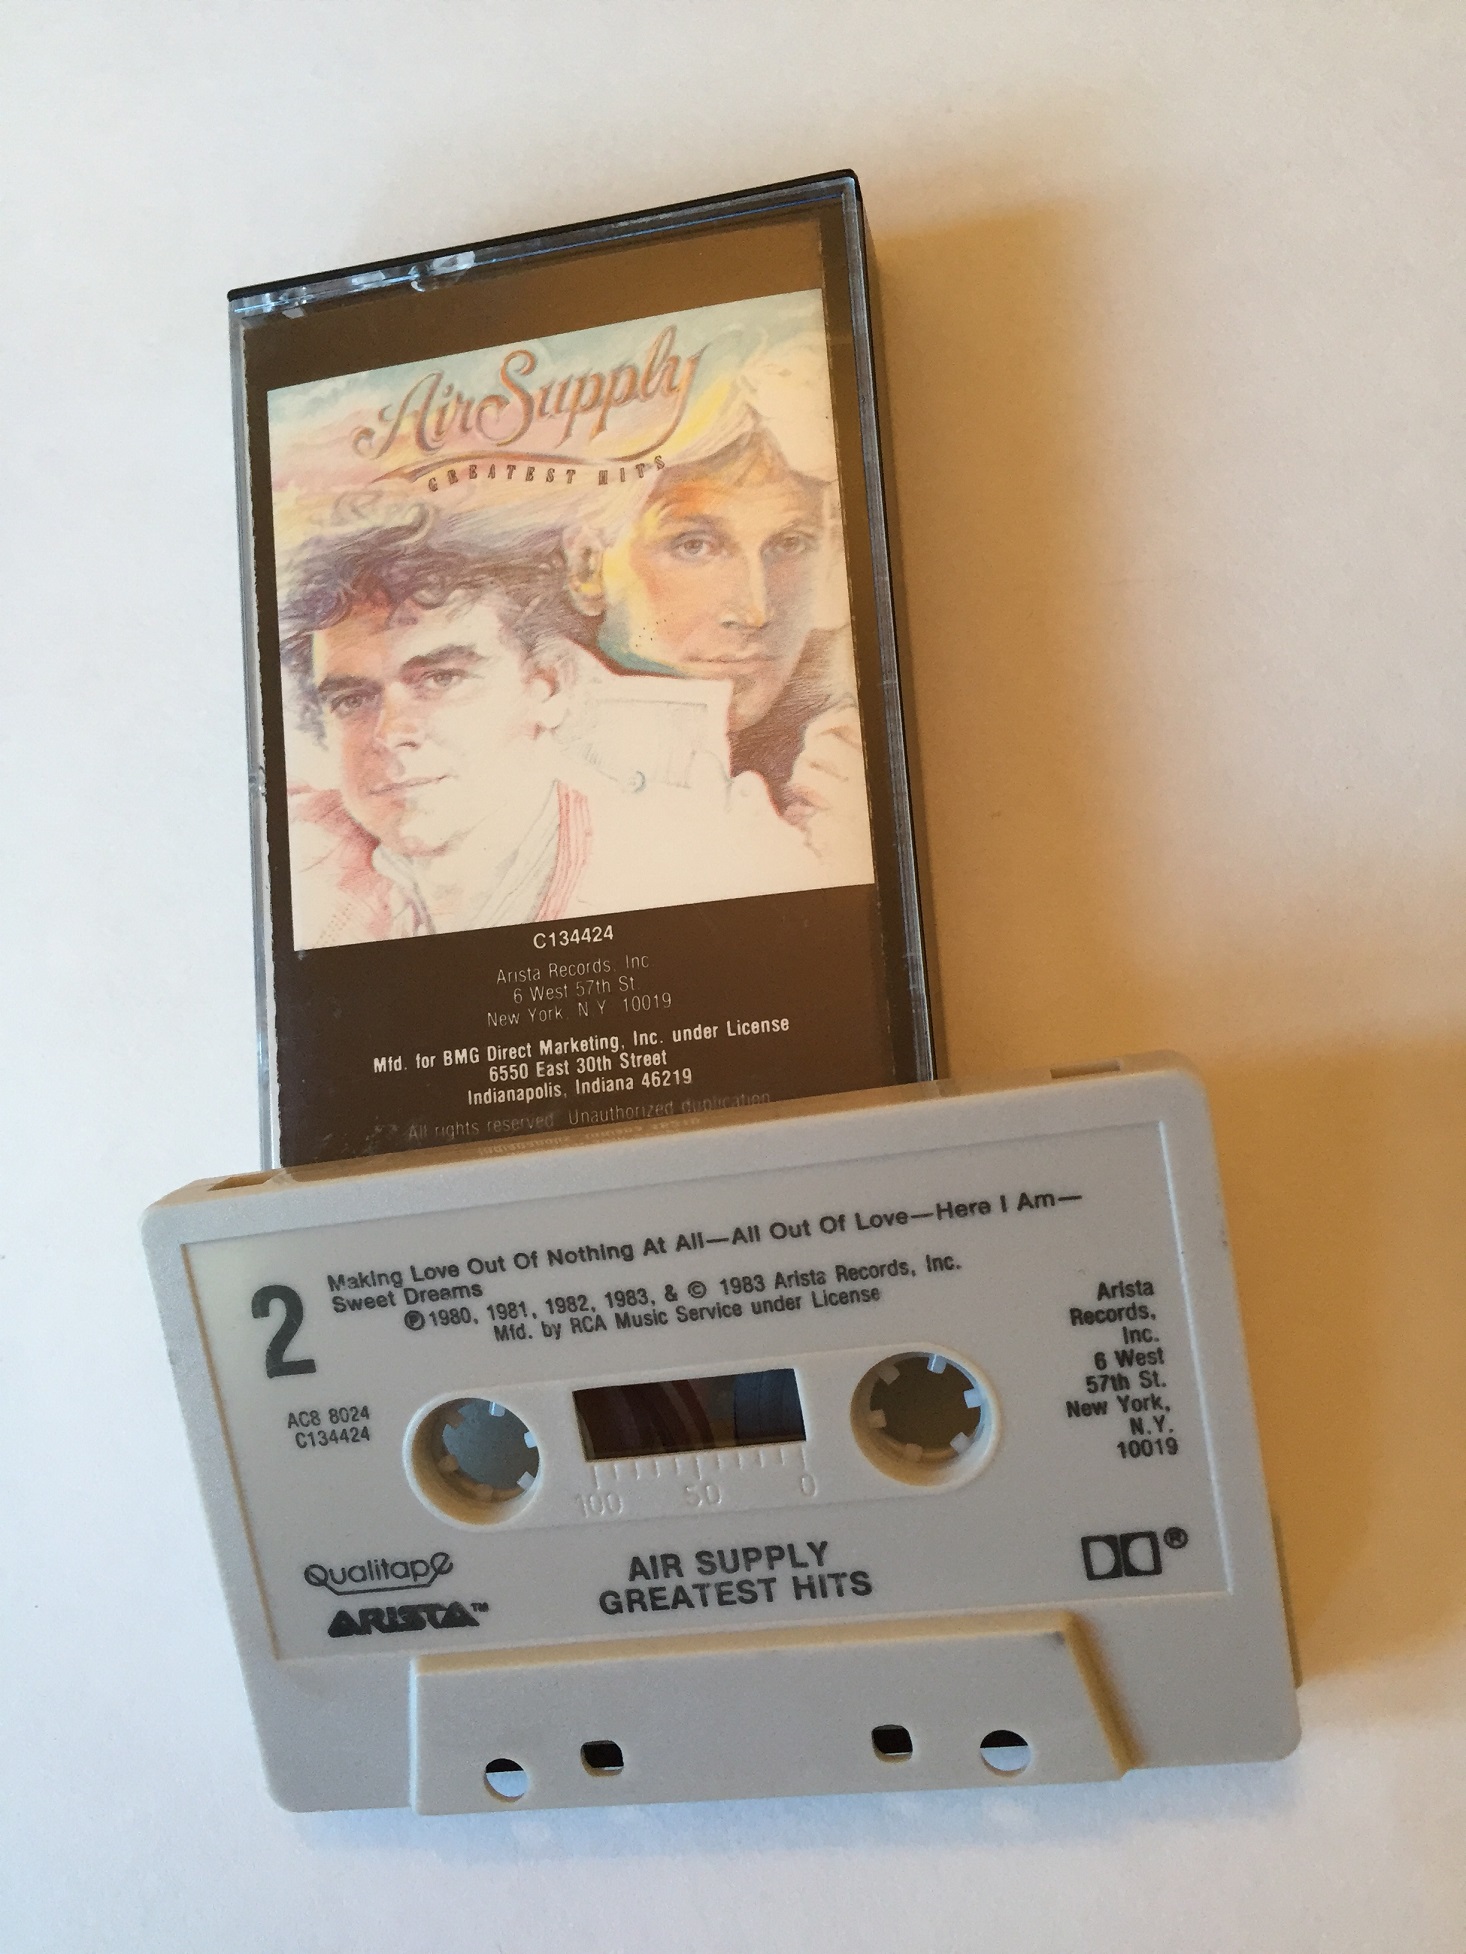 Air Supply
GREATEST HITS
C134424
Arista Records, Inc.
6 West 57th St.
New York, N.Y. 10019
Mfd. for BMG Direct Marketing, Inc. under License
6550 East 30th Street
Indianapolis, Indiana 46219
All rights reserved. Unauthorized duplication
2
Making Love Out Of Nothing At All—All Out Of Love—Here I Am—
Sweet Dreams
℗1980, 1981, 1982, 1983, & © 1983 Arista Records, Inc.
Mfd. by RCA Music Service under License
AC8 8024
C134424
Arista
Records,
Inc.
6 West
57th St.
New York,
N.Y.
10019
100 50 0
Qualitape
ARISTA™
AIR SUPPLY
GREATEST HITS
®